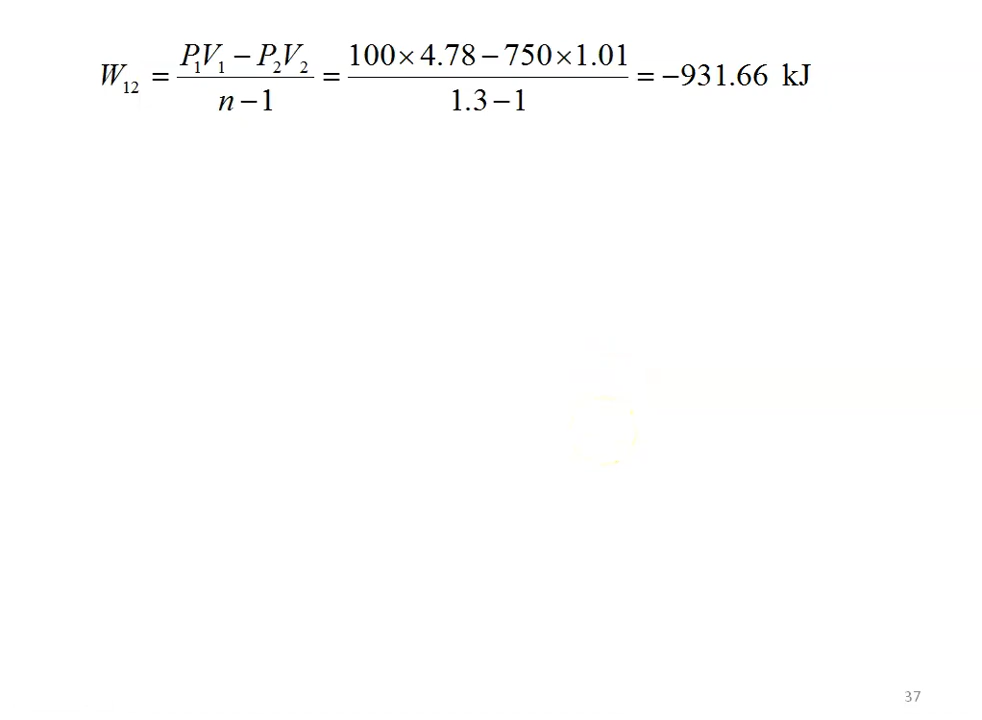 W₁₂ = (P₁V₁ − P₂V₂)/(n − 1) = (100 × 4.78 − 750 × 1.01)/(1.3 − 1) = −931.66 kJ
37